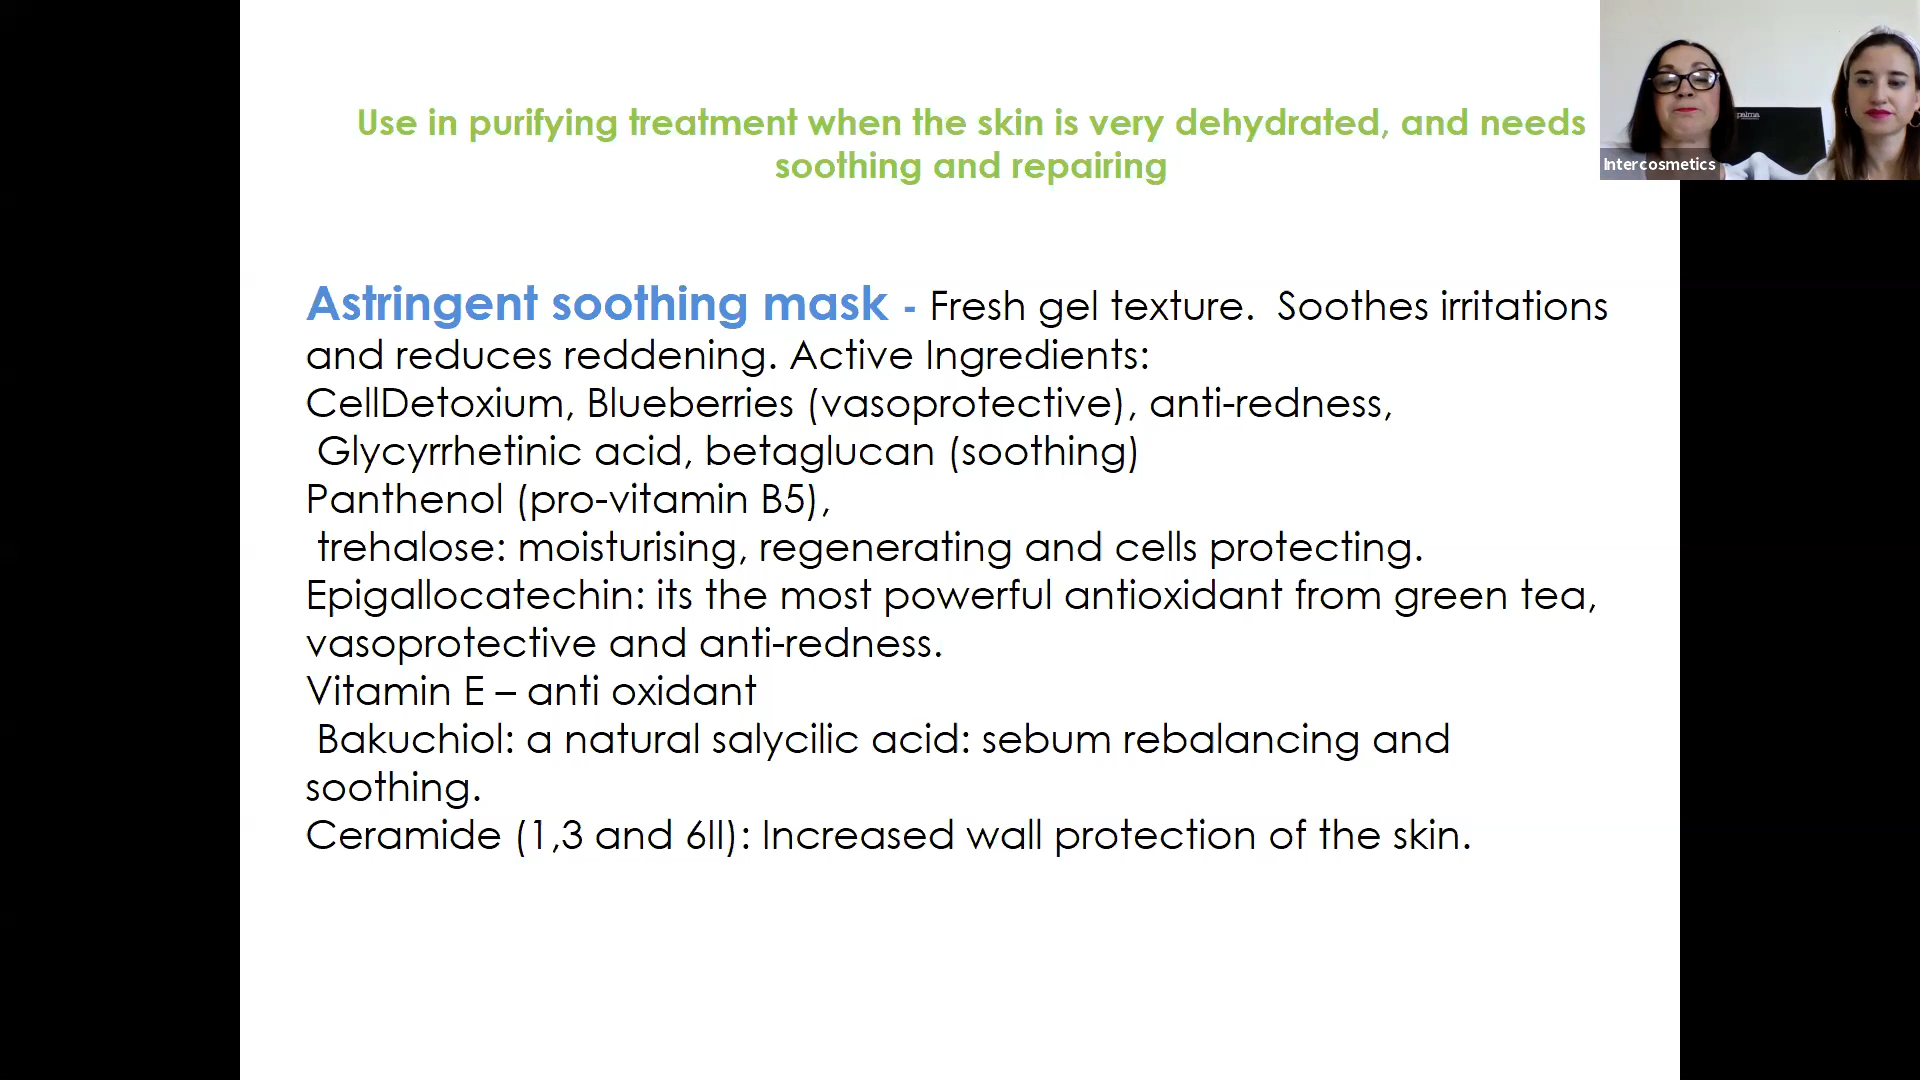 Use in purifying treatment when the skin is very dehydrated, and needs
soothing and repairing
palma
Intercosmetics
Astringent soothing mask - Fresh gel texture.  Soothes irritations
and reduces reddening. Active Ingredients:
CellDetoxium, Blueberries (vasoprotective), anti-redness,
Glycyrrhetinic acid, betaglucan (soothing)
Panthenol (pro-vitamin B5),
trehalose: moisturising, regenerating and cells protecting.
Epigallocatechin: its the most powerful antioxidant from green tea,
vasoprotective and anti-redness.
Vitamin E – anti oxidant
Bakuchiol: a natural salycilic acid: sebum rebalancing and
soothing.
Ceramide (1,3 and 6II): Increased wall protection of the skin.